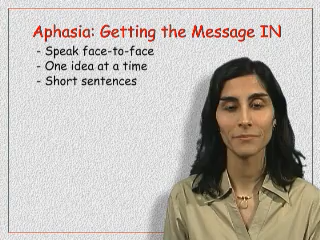 Aphasia: Getting the Message IN
- Speak face-to-face
- One idea at a time
- Short sentences